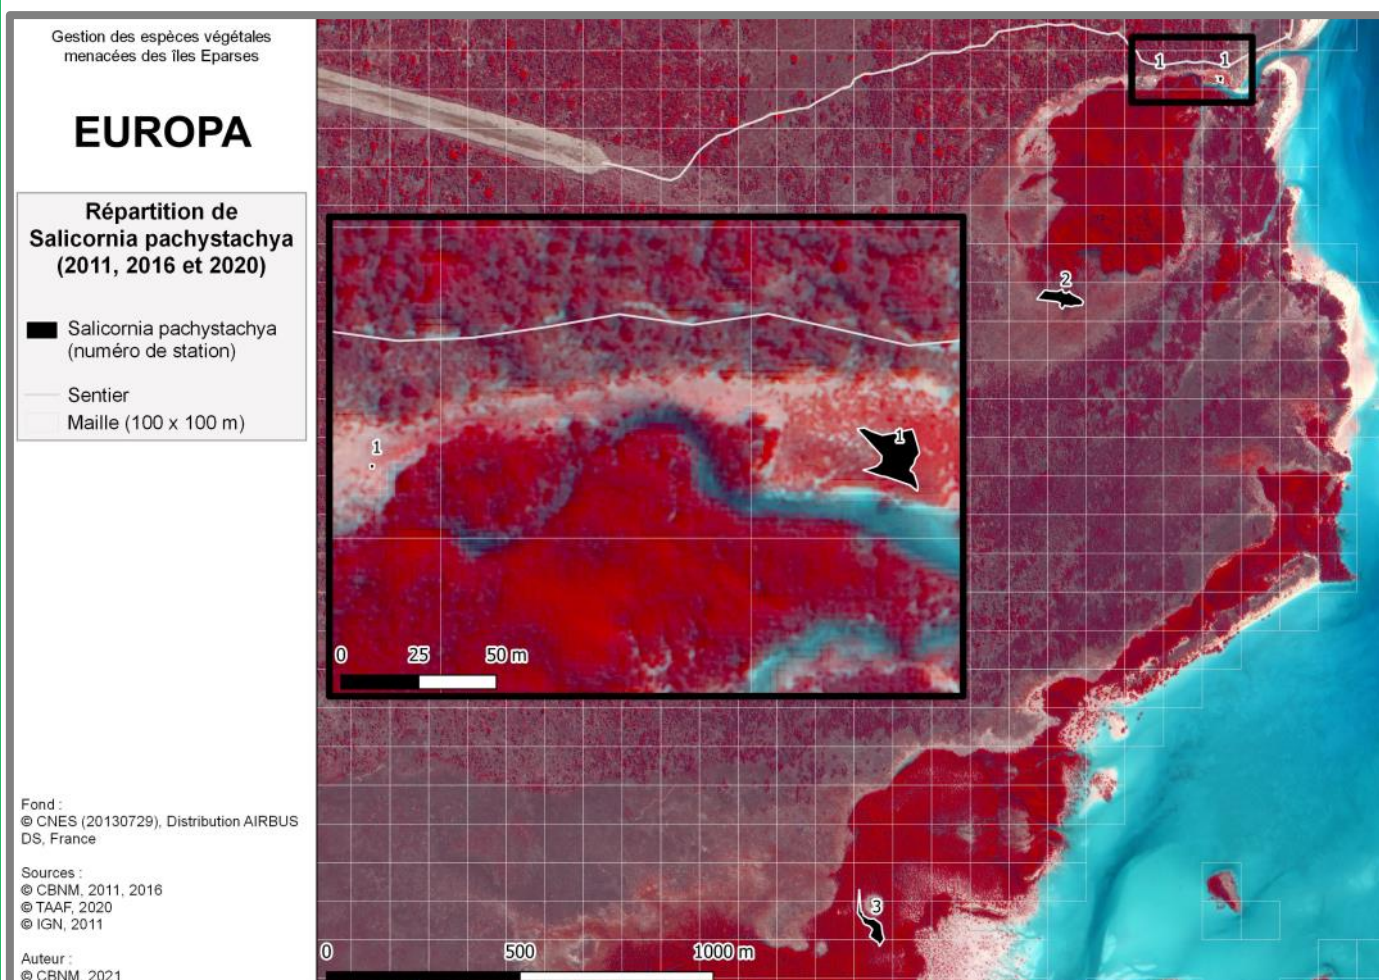 Gestion des espèces végétales
menacées des îles Eparses
EUROPA
Répartition de
Salicornia pachystachya
(2011, 2016 et 2020)
Salicornia pachystachya
(numéro de station)
Sentier
Maille (100 x 100 m)
Fond :
© CNES (20130729), Distribution AIRBUS
DS, France
Sources :
© CBNM, 2011, 2016
© TAAF, 2020
© IGN, 2011
Auteur :
© CBNM, 2021
1 1
2
1
1
0 25 50 m
3
0 500 1000 m